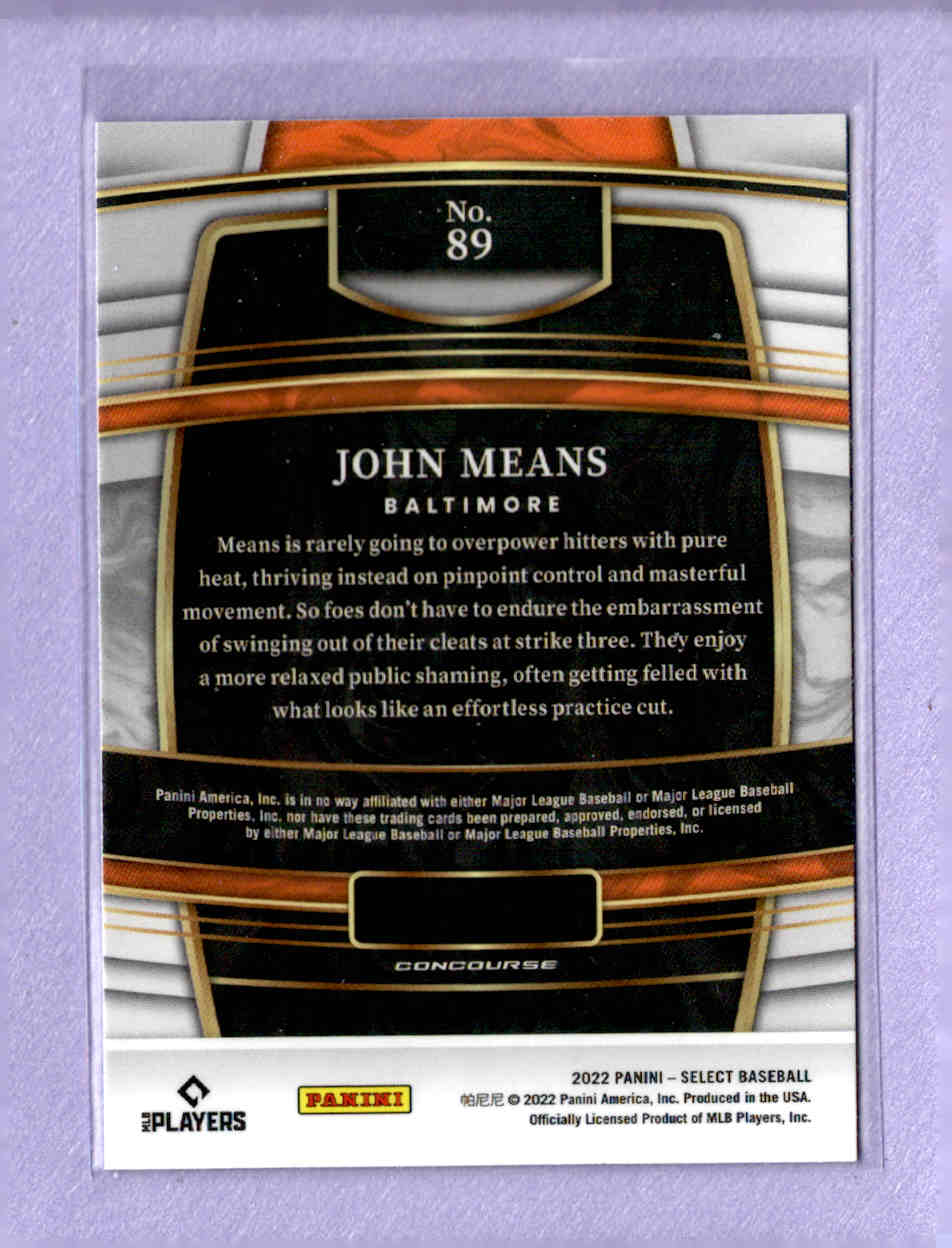 No.
89
JOHN MEANS
BALTIMORE
Means is rarely going to overpower hitters with pure
heat, thriving instead on pinpoint control and masterful
movement. So foes don't have to endure the embarrassment
of swinging out of their cleats at strike three. They enjoy
a more relaxed public shaming, often getting felled with
what looks like an effortless practice cut.
Panini America, Inc. is in no way affiliated with either Major League Baseball or Major League Baseball
Properties, Inc. nor have these trading cards been prepared, approved, endorsed, or licensed
by either Major League Baseball or Major League Baseball Properties, Inc.
CONCOURSE
MLB PLAYERS
PANINI
2022 PANINI – SELECT BASEBALL
帕尼尼 © 2022 Panini America, Inc. Produced in the USA.
Officially Licensed Product of MLB Players, Inc.